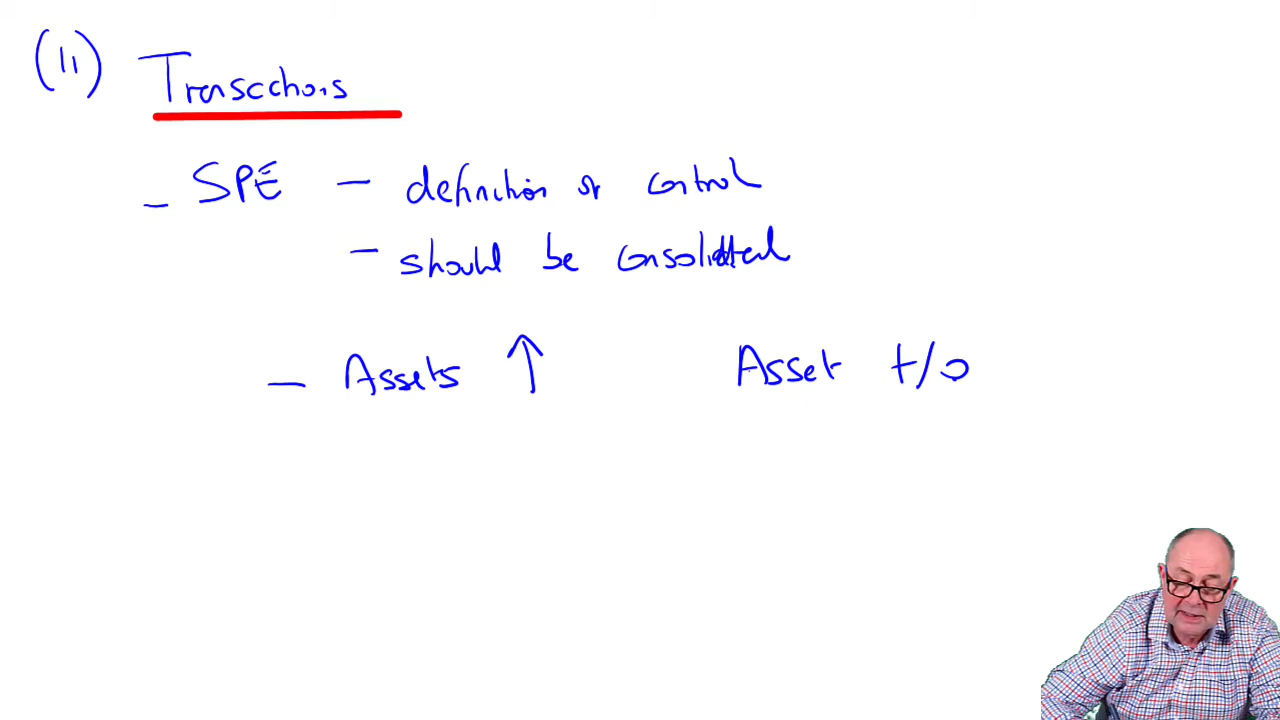 (11) Transactions
- SPE - definition of control
- should be consolidated
- Assets ↑ Asset t/o